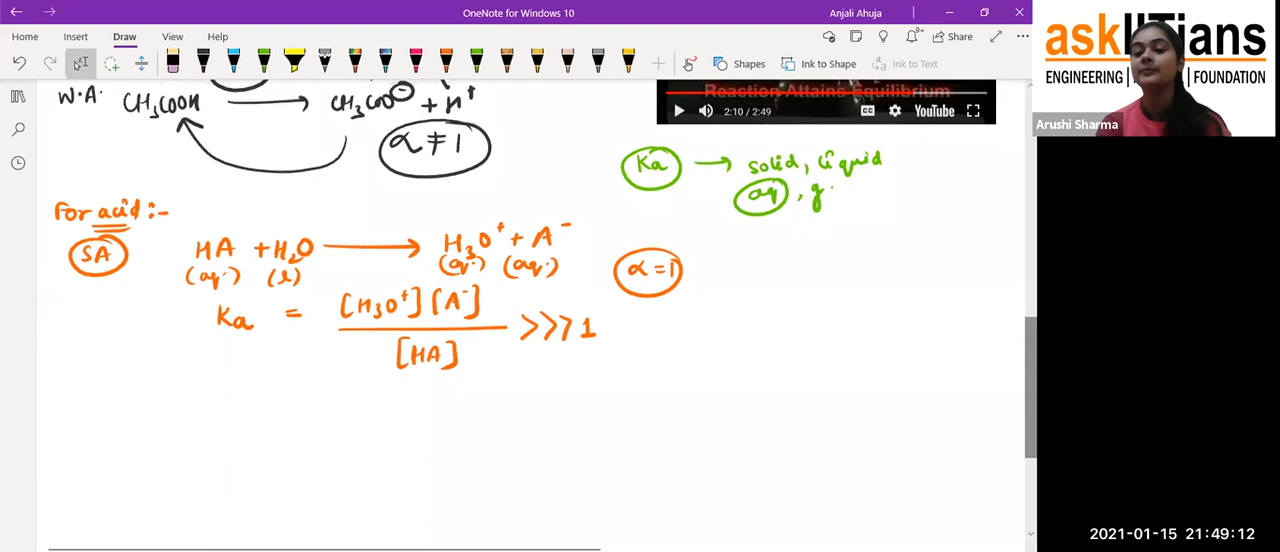 OneNote for Windows 10
Anjali Ahuja
Home Insert Draw View Help
Share
Shapes Ink to Shape Ink to Text
askIITians
ENGINEERING | FOUNDATION
Arushi Sharma
W.A. CH₃COOH → CH₃COO⊖ + H⁺
α ≠ 1
Reaction Attains Equilibrium
2:10 / 2:49 CC YouTube
Ka → solid, liquid
aq, g.
For acid:-
SA HA + H₂O → H₃O⁺ + A⁻
(aq.) (l) (aq.) (aq.)
α = 1
Ka = [H₃O⁺][A⁻] / [HA] >>> 1
2021-01-15 21:49:12